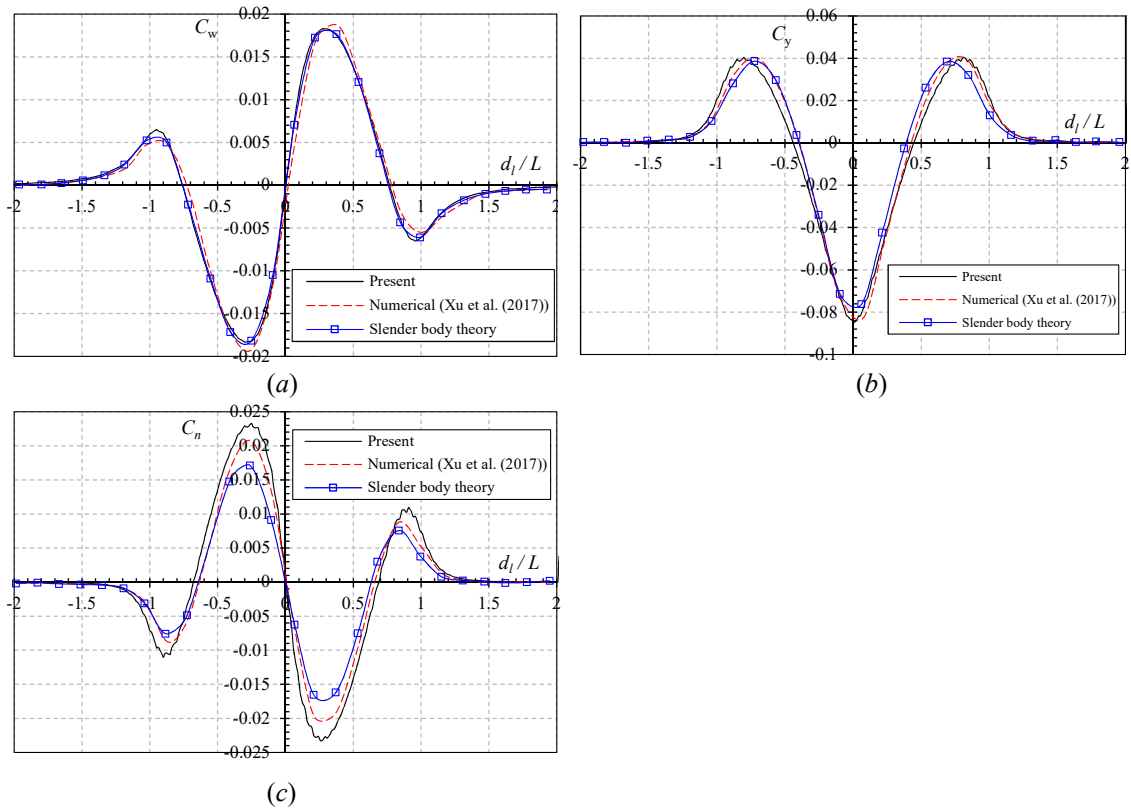 0.02
C_w
0.015
0.01
0.005
d_l / L
0
-2 -1.5 -1 -0.5 0 0.5 1 1.5 2
-0.005
-0.01
-0.015
-0.02
Present
Numerical (Xu et al. (2017))
Slender body theory
(a)
0.06
C_y
0.04
0.02
d_l / L
0
-2 -1.5 -1 -0.5 0 0.5 1 1.5 2
-0.02
-0.04
-0.06
-0.08
-0.1
Present
Numerical (Xu et al. (2017))
Slender body theory
(b)
0.025
C_n
0.02
0.015
0.01
0.005
d_l / L
0
-2 -1.5 -1 -0.5 0 0.5 1 1.5 2
-0.005
-0.01
-0.015
-0.02
-0.025
Present
Numerical (Xu et al. (2017))
Slender body theory
(c)